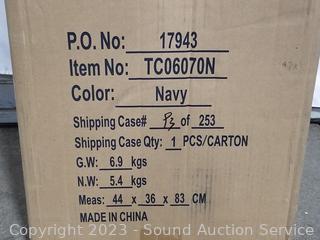 P.O. No: 17943
Item No: TC06070N
Color: Navy
Shipping Case# of 253
Shipping Case Qty: 1 PCS/CARTON
G.W: 6.9 kgs
N.W: 5.4 kgs
Meas: 44 x 36 x 83 CM
MADE IN CHINA
Copyright 2023 - Sound Auction Service